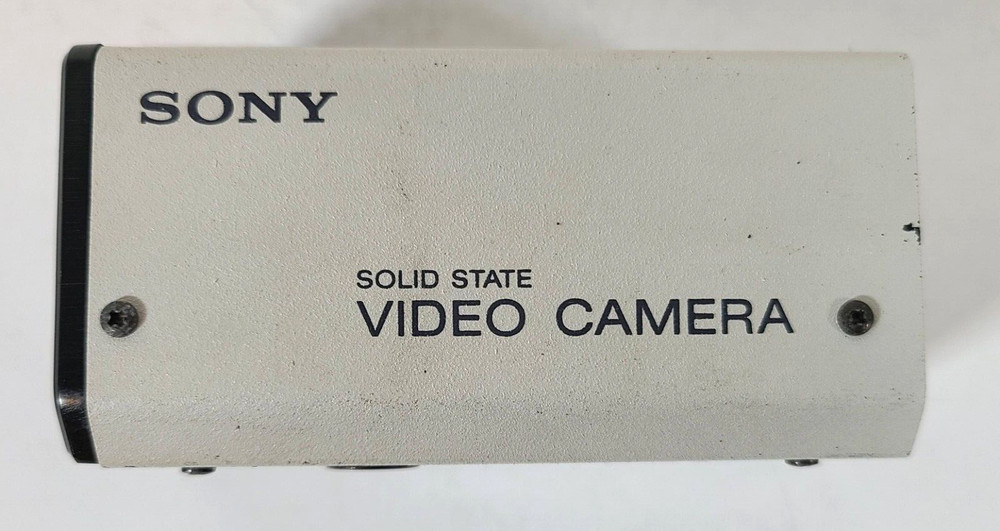 SONY
SOLID STATE
VIDEO CAMERA